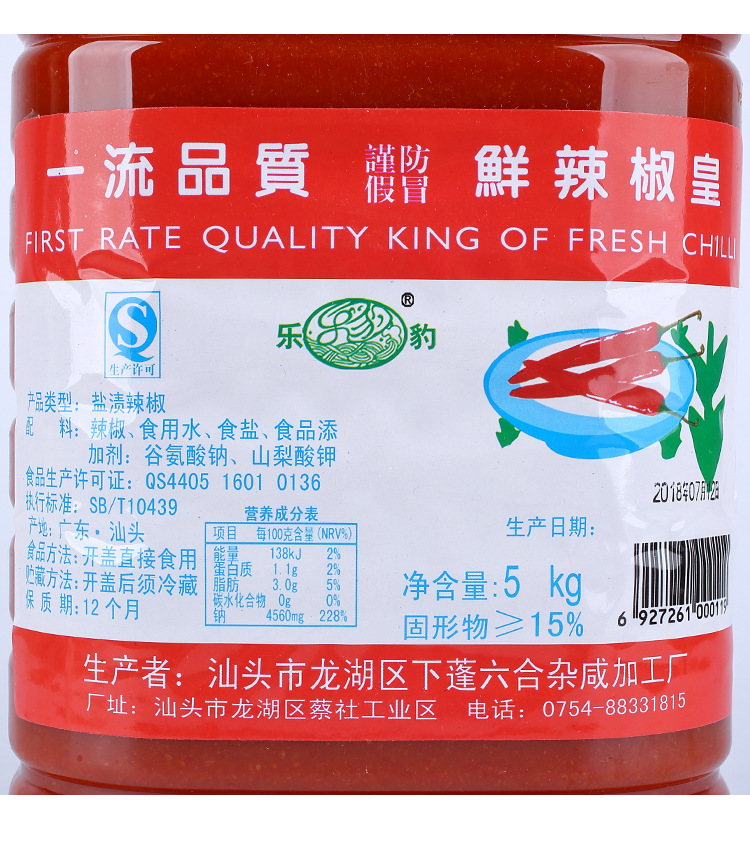 一流品質 謹防假冒 鮮辣椒皇
FIRST RATE QUALITY KING OF FRESH CHILLI
®
乐 豹
生产许可
产品类型：盐渍辣椒
配　料：辣椒、食用水、食盐、食品添
加剂：谷氨酸钠、山梨酸钾
食品生产许可证：QS4405 1601 0136
执行标准：SB/T10439
产地：广东·汕头
食品方法：开盖直接食用
贮藏方法：开盖后须冷藏
保质期：12个月
营养成分表
项目 每100克含量 (NRV%)
能量 138kJ 2%
蛋白质 1.1g 2%
脂肪 3.0g 5%
碳水化合物 0g 0%
钠 4560mg 228%
2018年07月12日
生产日期：
净含量：5 kg
固形物≥15%
6 927261 00011
生产者：汕头市龙湖区下蓬六合杂咸加工厂
厂址：汕头市龙湖区蔡社工业区 电话：0754-88331815